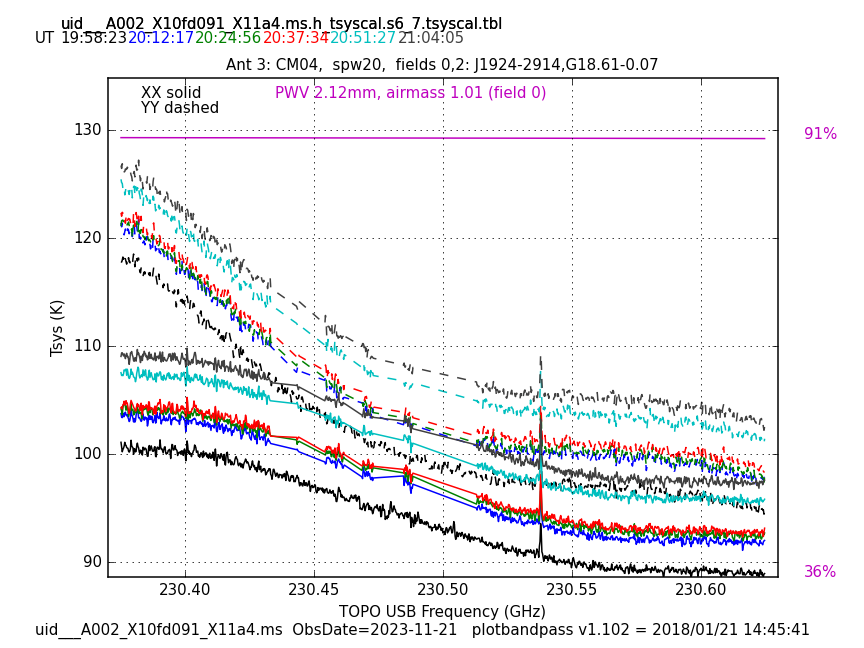 uid___A002_X10fd091_X11a4.ms.h_tsyscal.s6_7.tsyscal.tbl
UT 19:58:23 20:12:17 20:24:56 20:37:34 20:51:27 21:04:05
Ant 3: CM04,  spw20,  fields 0,2: J1924-2914,G18.61-0.07
XX solid
PWV 2.12mm, airmass 1.01 (field 0)
YY dashed
130
91%
120
Tsys (K)
110
100
90
36%
230.40 230.45 230.50 230.55 230.60
TOPO USB Frequency (GHz)
uid___A002_X10fd091_X11a4.ms  ObsDate=2023-11-21   plotbandpass v1.102 = 2018/01/21 14:45:41